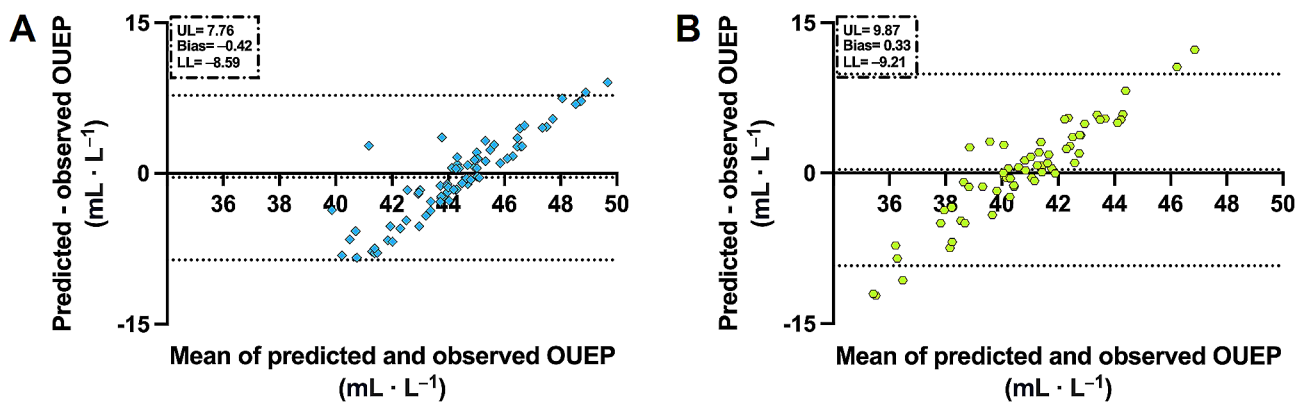 A
Predicted - observed OUEP
(mL · L⁻¹)
15
0
-15
UL= 7.76
Bias= –0.42
LL= –8.59
36 38 40 42 44 46 48 50
Mean of predicted and observed OUEP
(mL · L⁻¹)
B
Predicted - observed OUEP
(mL · L⁻¹)
15
0
-15
UL= 9.87
Bias= 0.33
LL= –9.21
36 38 40 42 44 46 48 50
Mean of predicted and observed OUEP
(mL · L⁻¹)